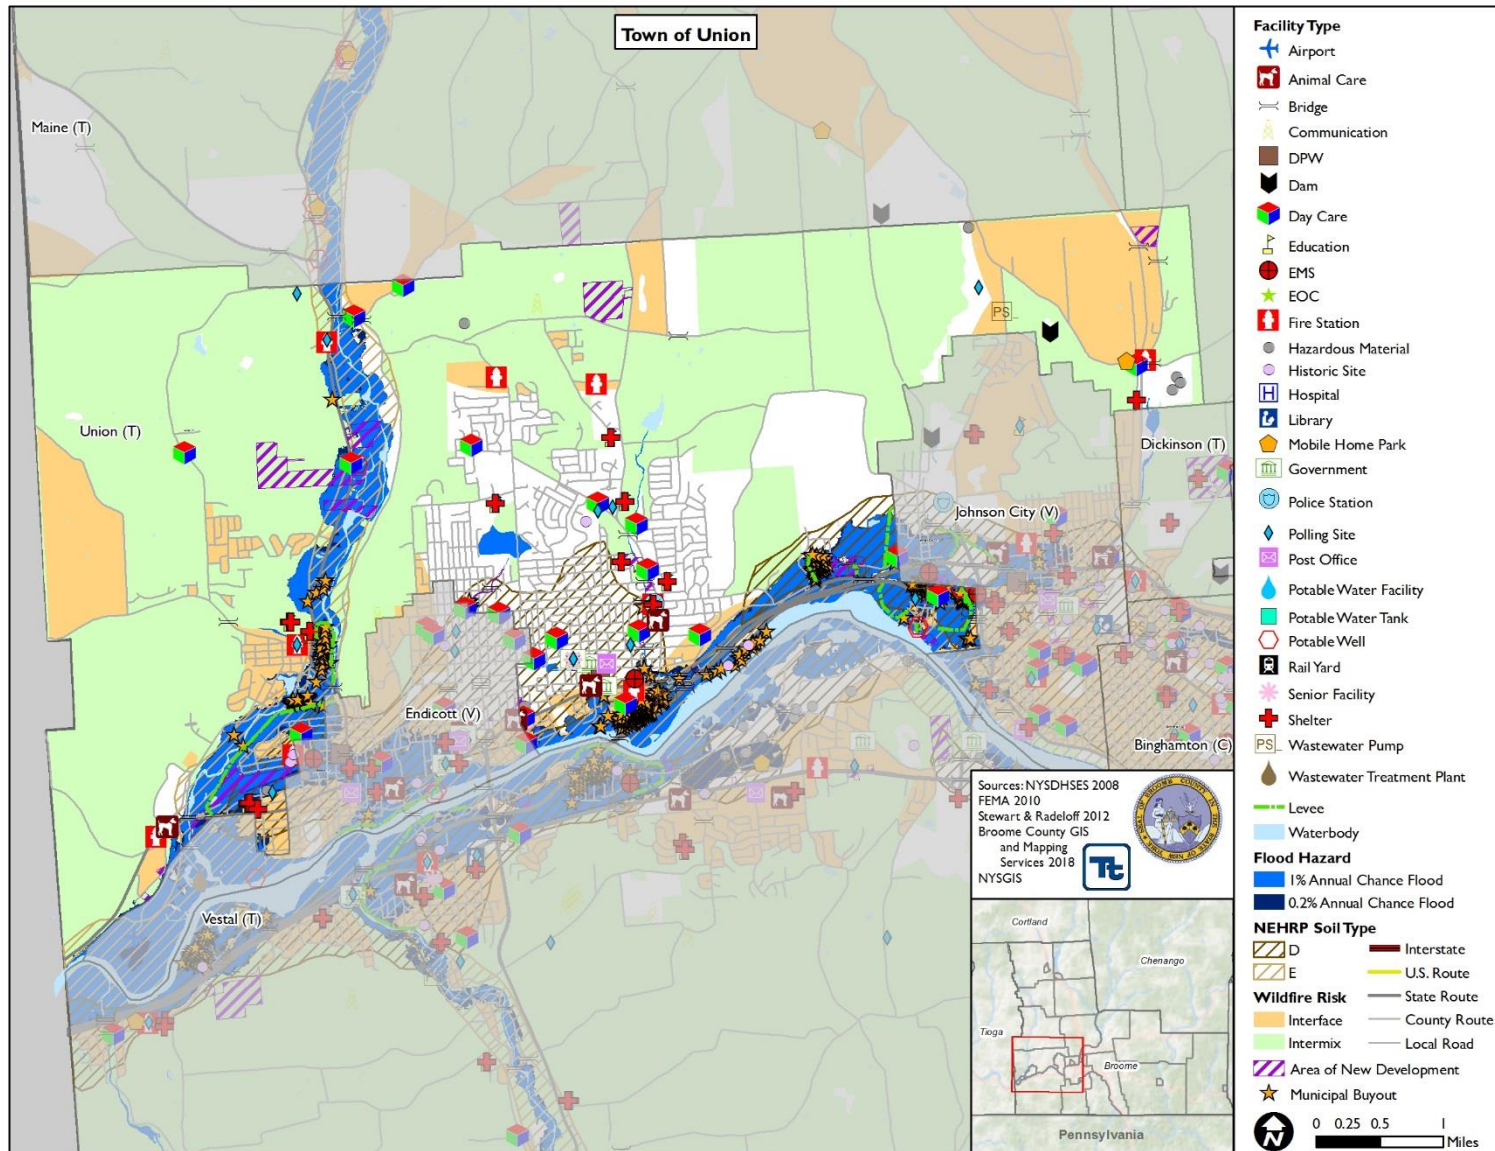 Town of Union
Maine (T)
Union (T)
Dickinson (T)
Johnson City (V)
Endicott (V)
Binghamton (C)
Vestal (T)
PS
Sources: NYSDHSES 2008
FEMA 2010
Stewart & Radeloff 2012
Broome County GIS
and Mapping
Services 2018
NYSGIS
Tt
Cortland
Chenango
Tioga
Broome
Pennsylvania
Facility Type
Airport
Animal Care
Bridge
Communication
DPW
Dam
Day Care
Education
EMS
EOC
Fire Station
Hazardous Material
Historic Site
H Hospital
Library
Mobile Home Park
Government
Police Station
Polling Site
Post Office
Potable Water Facility
Potable Water Tank
Potable Well
Rail Yard
Senior Facility
Shelter
PS Wastewater Pump
Wastewater Treatment Plant
Levee
Waterbody
Flood Hazard
1% Annual Chance Flood
0.2% Annual Chance Flood
NEHRP Soil Type
D
E
Interstate
U.S. Route
State Route
County Route
Local Road
Wildfire Risk
Interface
Intermix
Area of New Development
Municipal Buyout
N
0 0.25 0.5 1
Miles